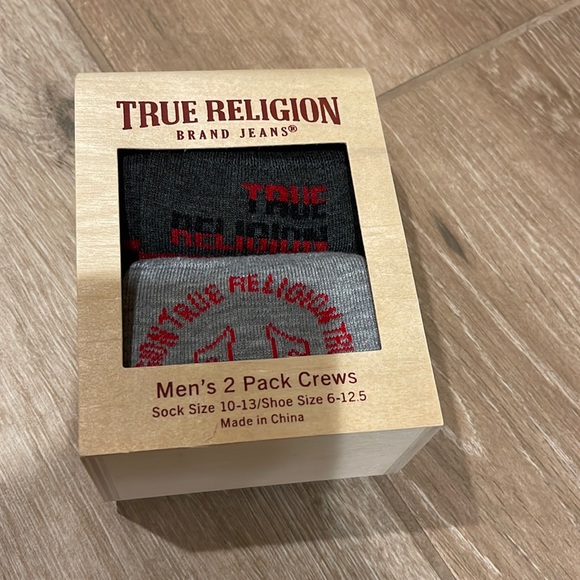 TRUE RELIGION
BRAND JEANS®
TRUE
RELIGION
RELIGION
TRUE RELIGION
Men's 2 Pack Crews
Sock Size 10-13/Shoe Size 6-12.5
Made in China